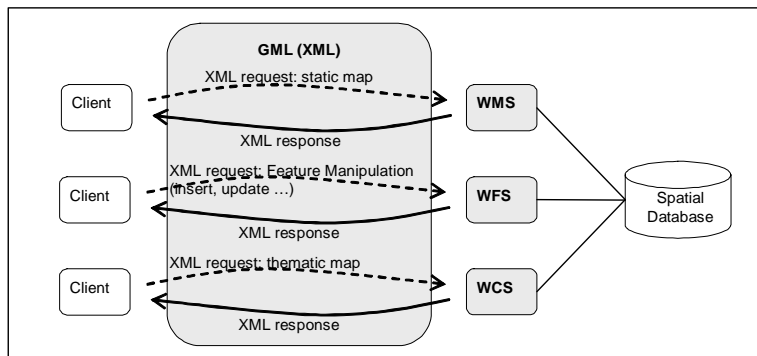 GML (XML)
XML request: static map
Client
WMS
XML response
XML request: Feature Manipulation
(insert, update …)
Client
WFS
Spatial
Database
XML response
XML request: thematic map
Client
WCS
XML response